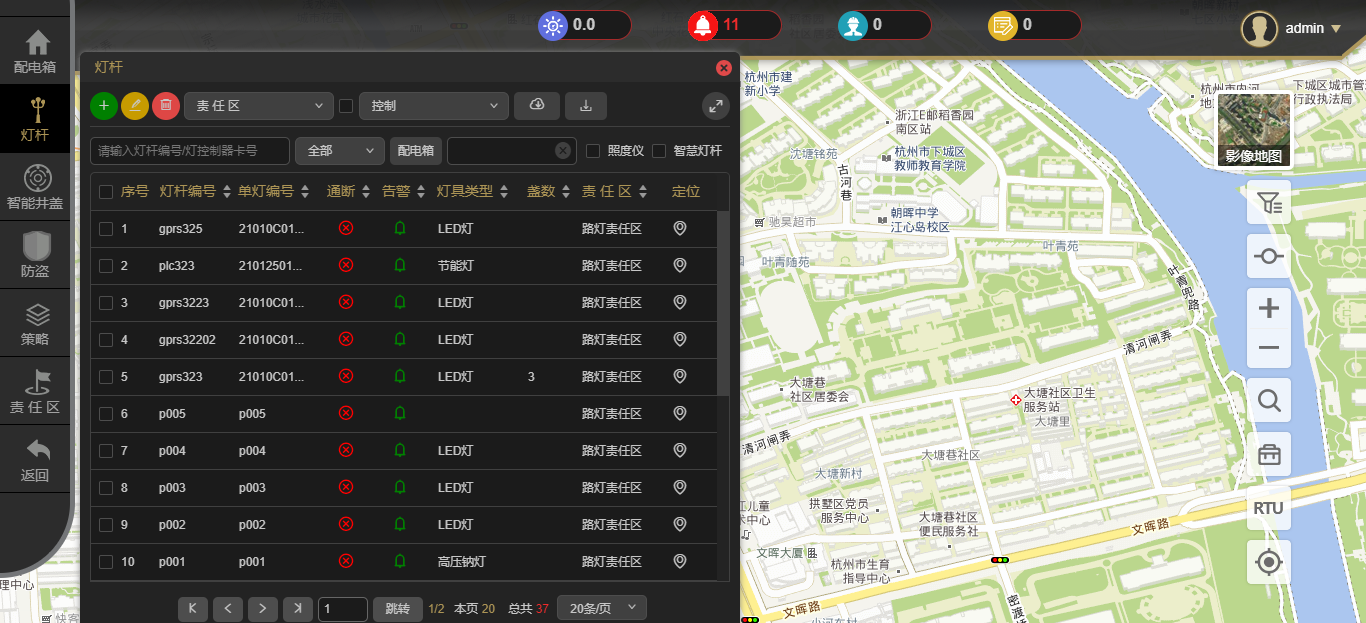 0.0
11
0
0
admin
配电箱
灯杆
智能井盖
防盗
策略
责 任 区
返回
灯杆
责 任 区
控制
请输入灯杆编号/灯控制器卡号
全部
配电箱
照度仪
智慧灯杆
序号 灯杆编号 单灯编号 通断 告警 灯具类型 盏数 责 任 区 定位
1 gprs325 21010C01... LED灯 路灯责任区
2 plc323 21012501... 节能灯 路灯责任区
3 gprs3223 21010C01... LED灯 路灯责任区
4 gprs32202 21010C01... LED灯 路灯责任区
5 gprs323 21010C01... LED灯 3 路灯责任区
6 p005 p005 路灯责任区
7 p004 p004 LED灯 路灯责任区
8 p003 p003 LED灯 路灯责任区
9 p002 p002 LED灯 路灯责任区
10 p001 p001 高压钠灯 路灯责任区
1 跳转 1/2 本页 20 总共 37 20条/页
杭州市建
新小学
浙江E邮稻香园
南区站
沈塘铭苑
杭州市下城区
教师教育学院
古河巷
朝晖中学
江心岛校区
驰昊超市
叶青苑
叶青随苑
叶青兜路
杭州市内河
下城区城市管
行政执法局
影像地图
清河闸弄
大塘巷
社区居委会
大塘社区卫生
服务站
大塘里
清河闸弄
大塘巷社区
大塘新村
拱墅区党员
服务中心
大塘巷社区
便民服务社
江儿童
文晖大厦
杭州市生育
指导中心
文晖路
文晖路
密渡
小河东村
理中心
快客
RTU